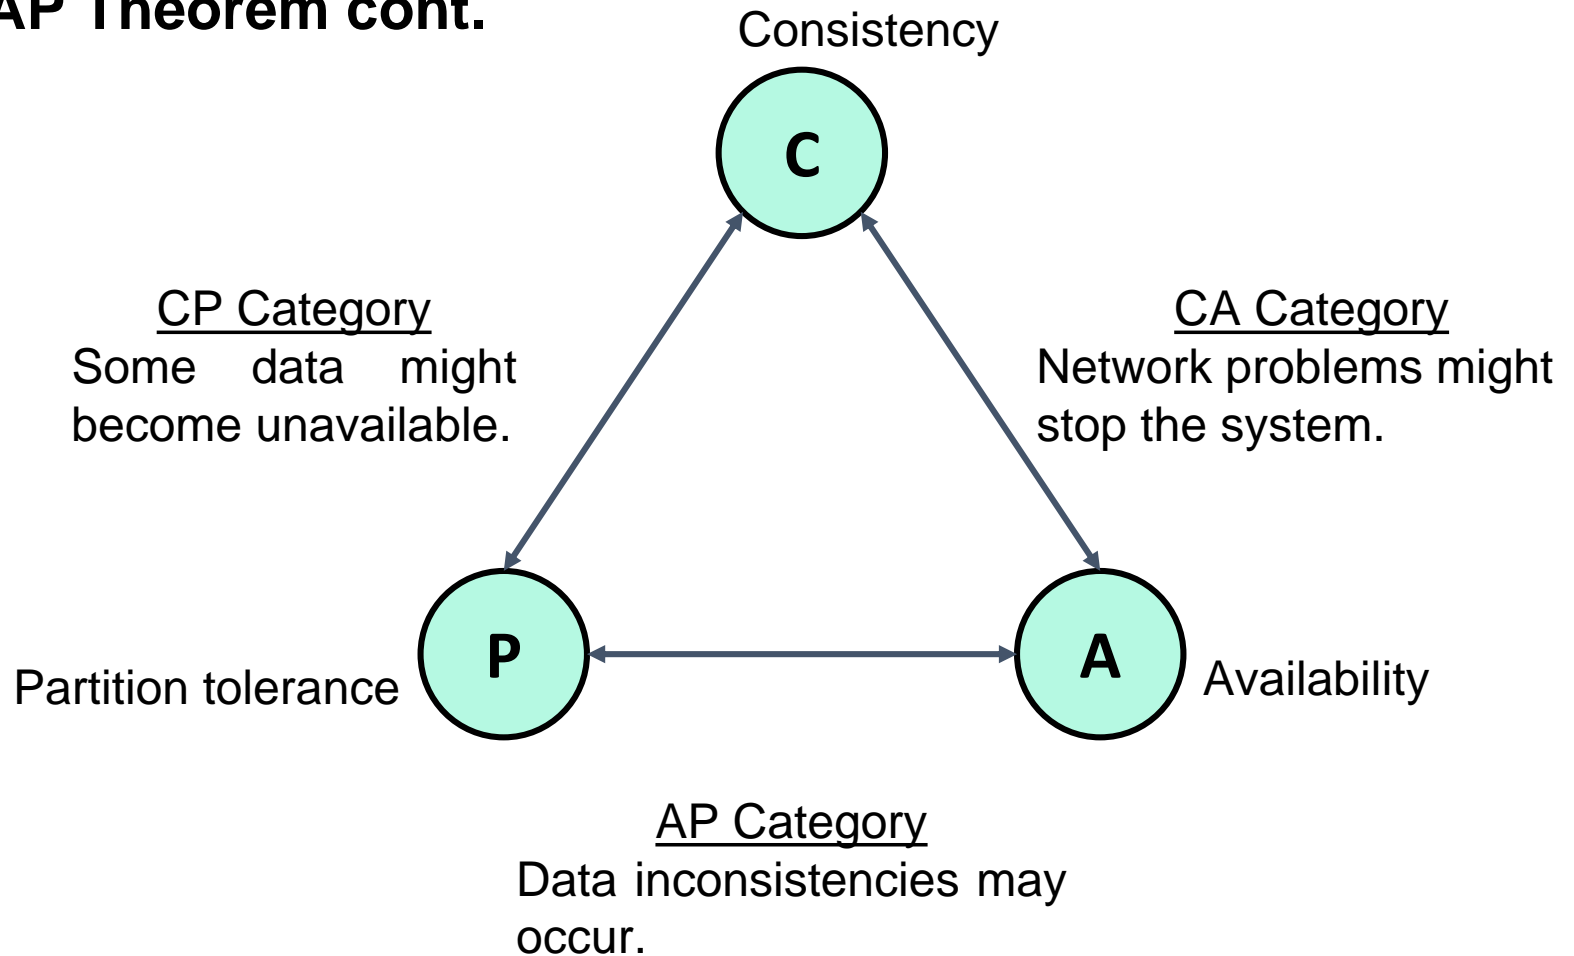 AP Theorem cont.
Consistency
C
CP Category
Some data might
become unavailable.
CA Category
Network problems might
stop the system.
P
A
Partition tolerance
Availability
AP Category
Data inconsistencies may
occur.